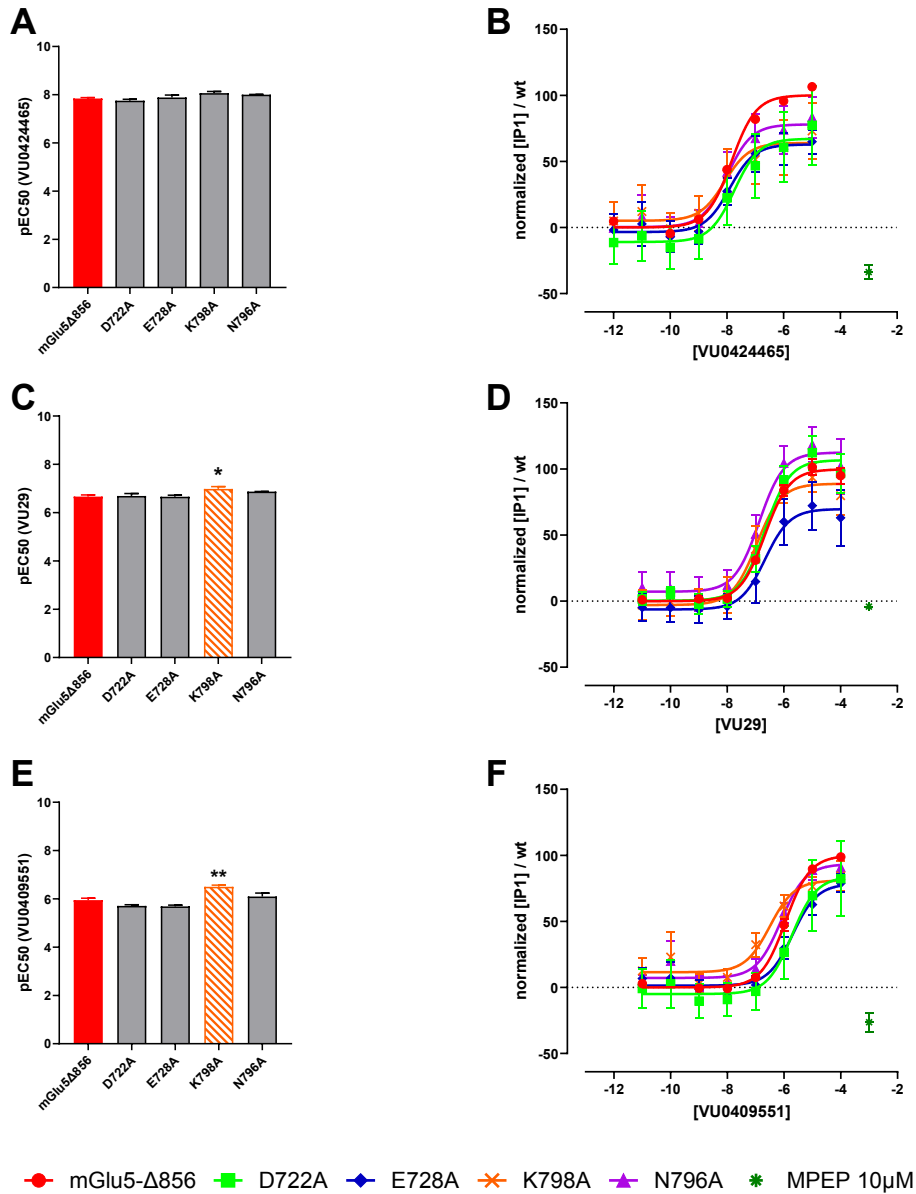 A
pEC50 (VU0424465)
10
8
6
4
2
0
mGlu5Δ856
D722A
E728A
K798A
N796A
B
normalized [IP1] / wt
150
100
50
0
-50
-12
-10
-8
-6
-4
-2
[VU0424465]
C
pEC50 (VU29)
10
8
6
4
2
0
*
mGlu5Δ856
D722A
E728A
K798A
N796A
D
normalized [IP1] / wt
150
100
50
0
-50
-12
-10
-8
-6
-4
-2
[VU29]
E
pEC50 (VU0409551)
10
8
6
4
2
0
**
mGlu5Δ856
D722A
E728A
K798A
N796A
F
normalized [IP1] / wt
150
100
50
0
-50
-12
-10
-8
-6
-4
-2
[VU0409551]
mGlu5-Δ856 D722A E728A K798A N796A MPEP 10µM